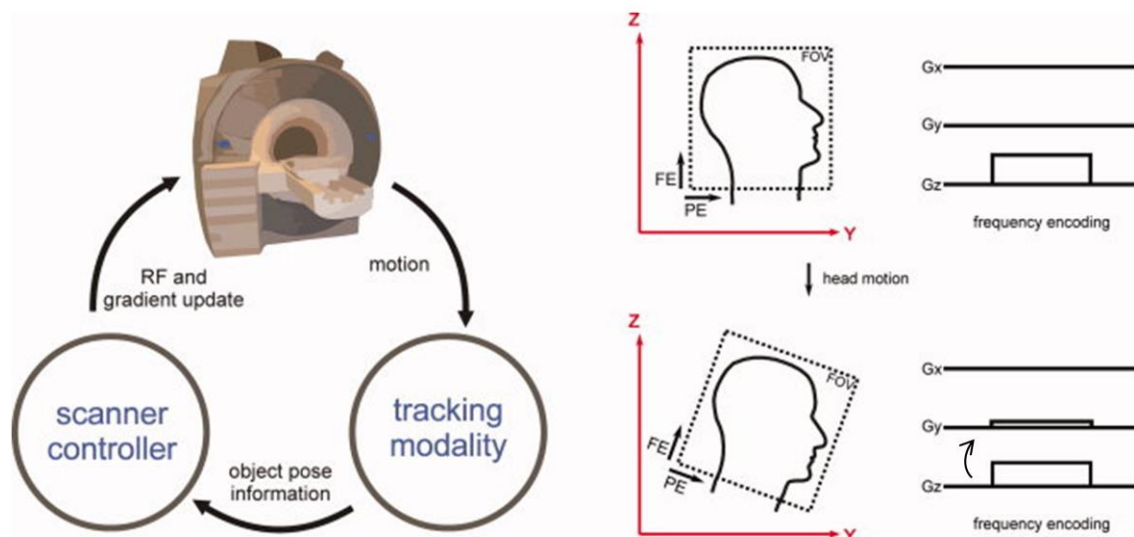 RF and
gradient update
motion
scanner
controller
tracking
modality
object pose
information
Z
FOV
FE
PE
Y
Gx
Gy
Gz
frequency encoding
head motion
Z
FOV
FE
PE
Y
Gx
Gy
Gz
frequency encoding